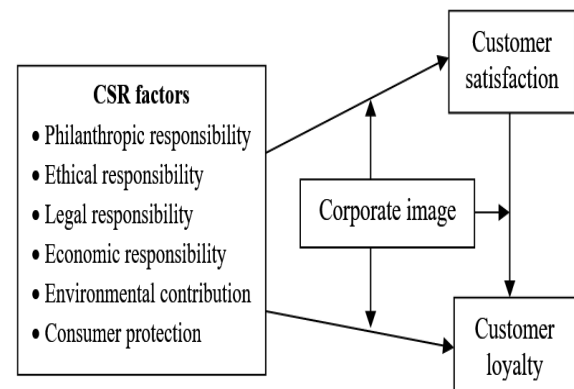 CSR factors
• Philanthropic responsibility
• Ethical responsibility
• Legal responsibility
• Economic responsibility
• Environmental contribution
• Consumer protection
Corporate image
Customer
satisfaction
Customer
loyalty